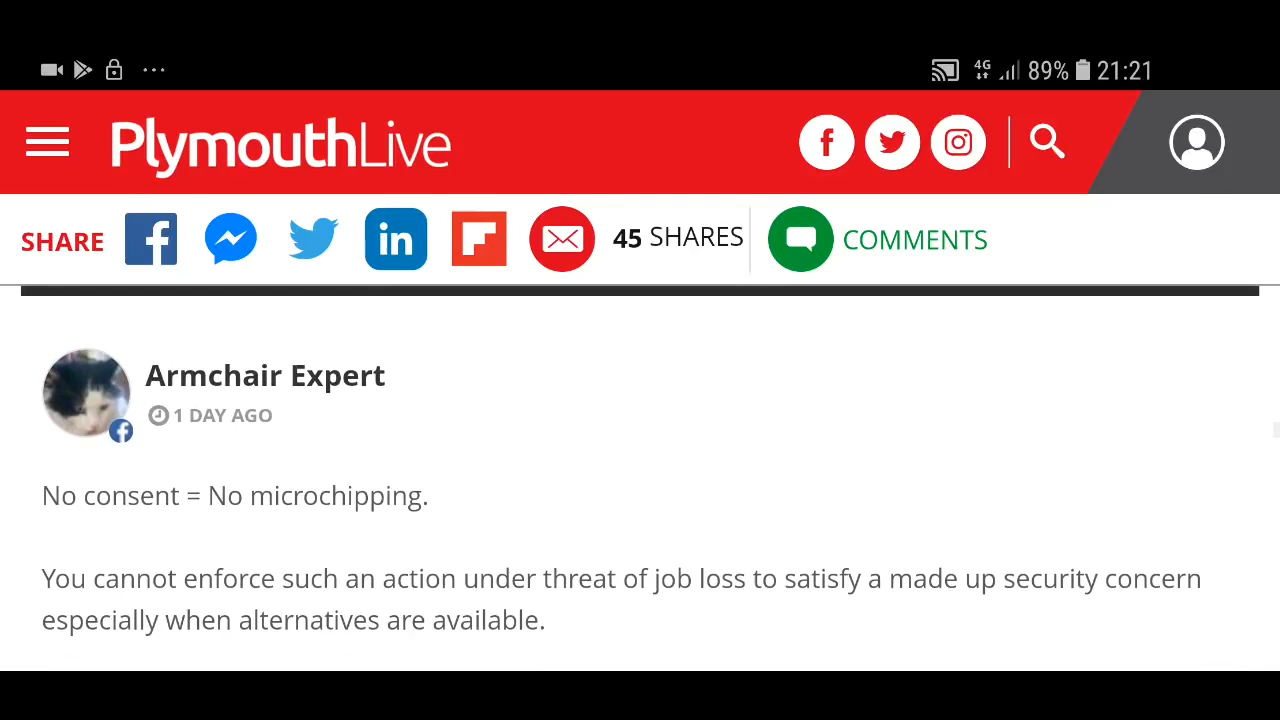 4G 89% 21:21
PlymouthLive
SHARE 45 SHARES COMMENTS
Armchair Expert
1 DAY AGO
No consent = No microchipping.
You cannot enforce such an action under threat of job loss to satisfy a made up security concern
especially when alternatives are available.